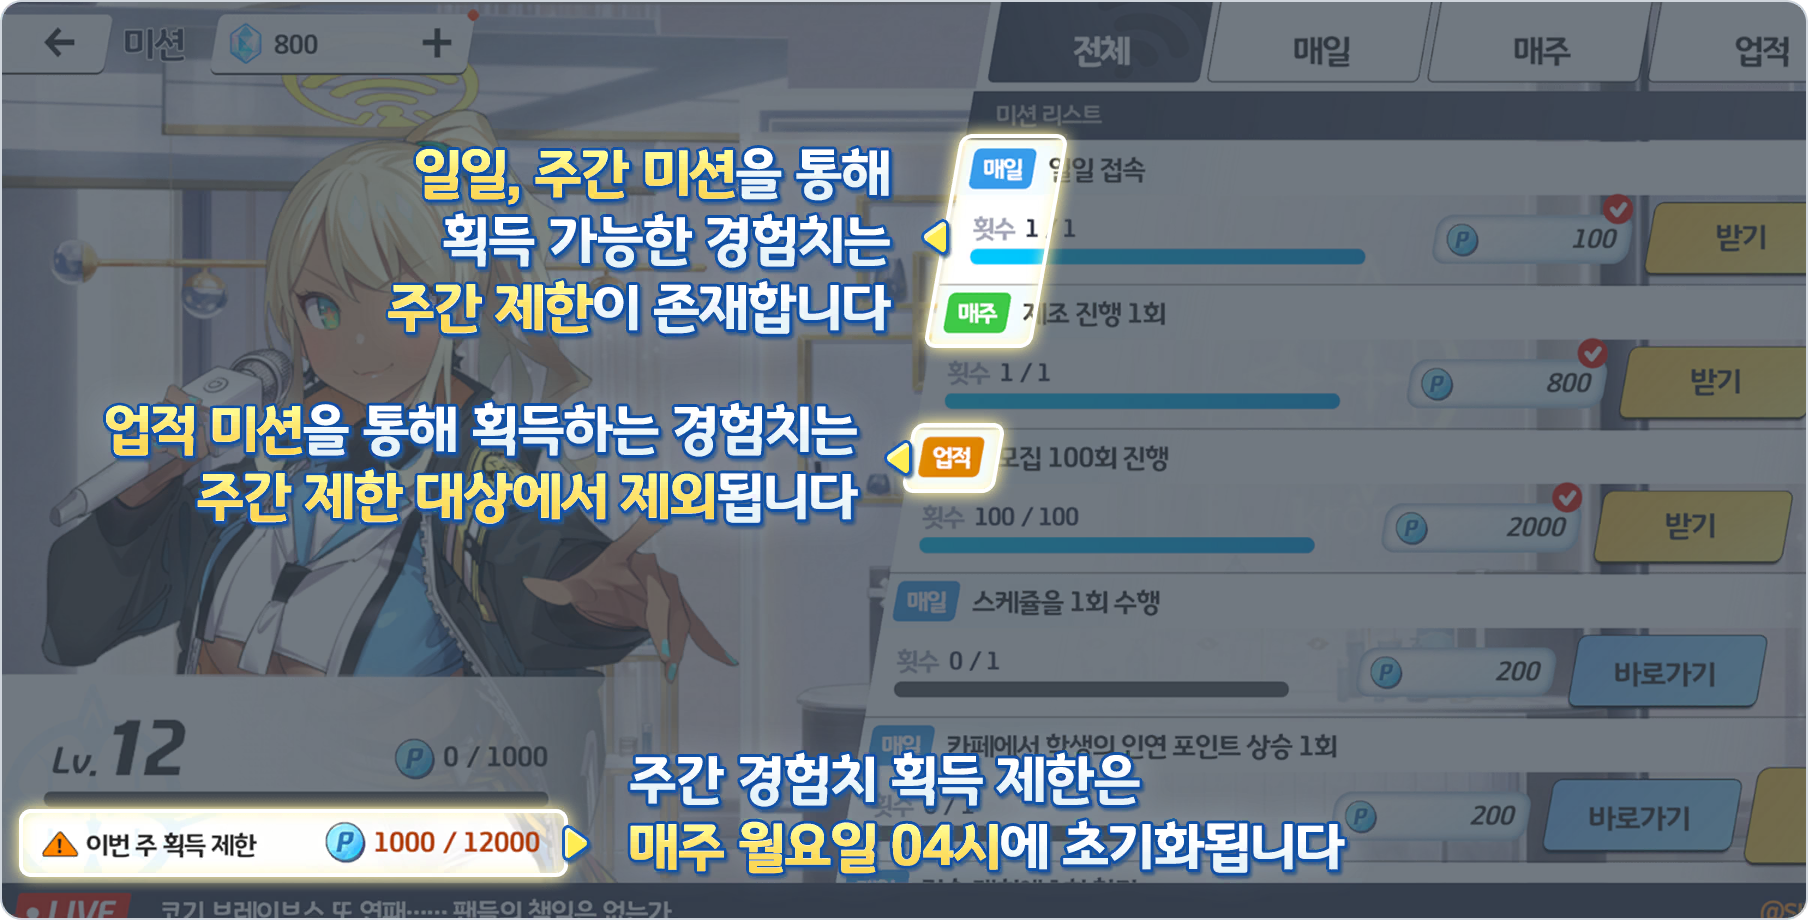 미션
800
전체
매일
매주
업적
미션 리스트
매일 일일 접속
횟수 1 / 1
100
받기
매주 제조 진행 1회
횟수 1 / 1
800
받기
업적 모집 100회 진행
횟수 100 / 100
2000
받기
매일 스케줄을 1회 수행
횟수 0 / 1
200
바로가기
매일 카페에서 학생의 인연 포인트 상승 1회
횟수 0 / 1
200
바로가기
일일, 주간 미션을 통해
획득 가능한 경험치는
주간 제한이 존재합니다
업적 미션을 통해 획득하는 경험치는
주간 제한 대상에서 제외됩니다
Lv. 12
P 0 / 1000
이번 주 획득 제한 P 1000 / 12000
주간 경험치 획득 제한은
매주 월요일 04시에 초기화됩니다
LIVE